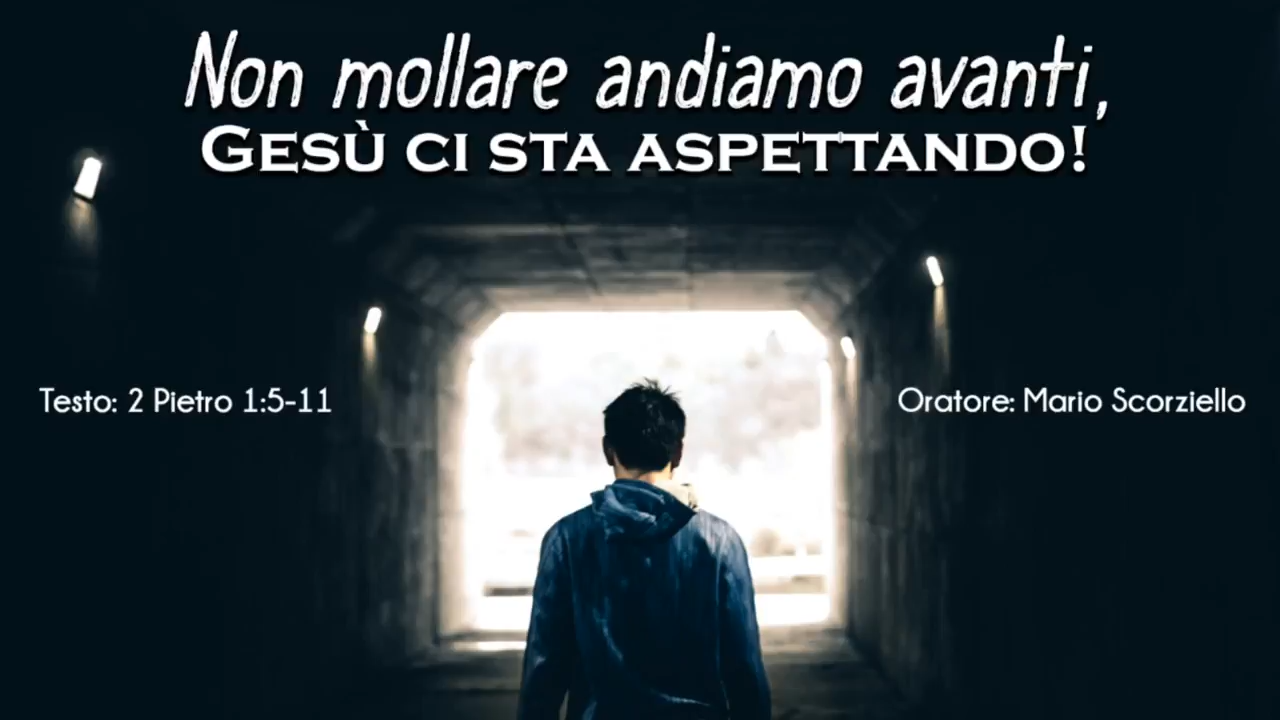 Non mollare andiamo avanti,
GESÙ CI STA ASPETTANDO!
Testo: 2 Pietro 1:5-11
Oratore: Mario Scorziello